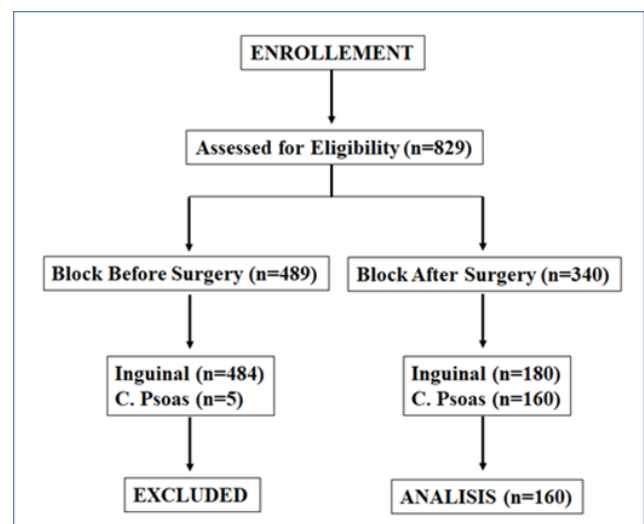 ENROLLEMENT
Assessed for Eligibility (n=829)
Block Before Surgery (n=489)
Block After Surgery (n=340)
Inguinal (n=484)
C. Psoas (n=5)
Inguinal (n=180)
C. Psoas (n=160)
EXCLUDED
ANALISIS (n=160)